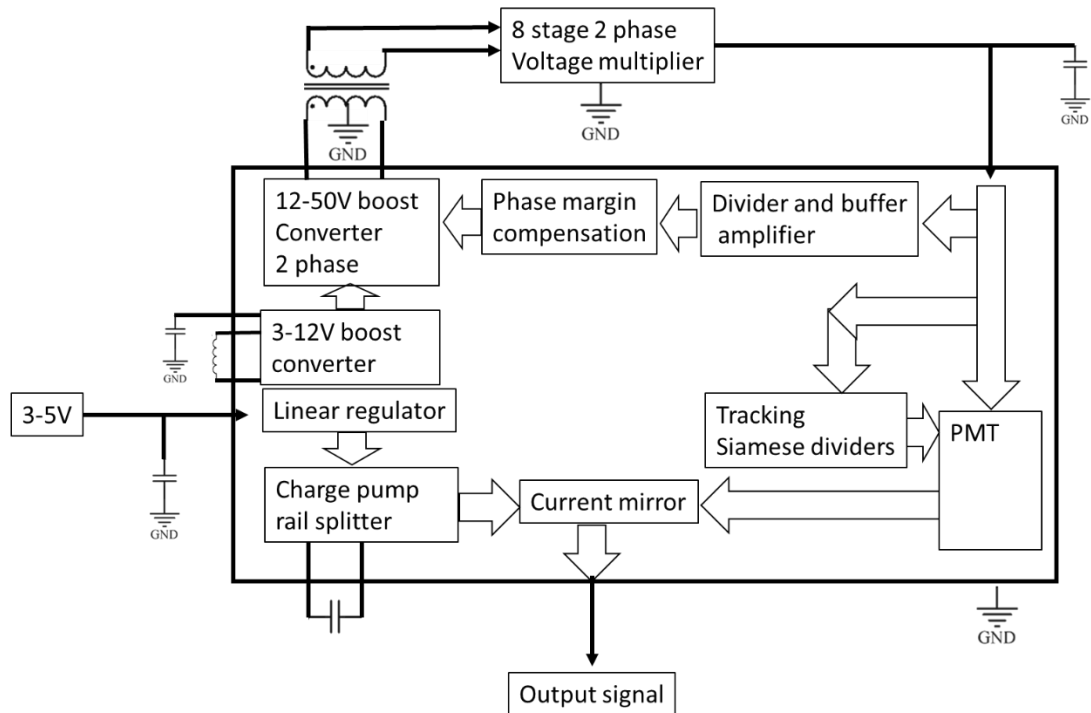 8 stage 2 phase
Voltage multiplier
GND
GND
GND
12-50V boost
Converter
2 phase
Phase margin
compensation
Divider and buffer
amplifier
3-12V boost
converter
GND
3-5V
Linear regulator
Tracking
Siamese dividers
PMT
GND
Charge pump
rail splitter
Current mirror
GND
Output signal